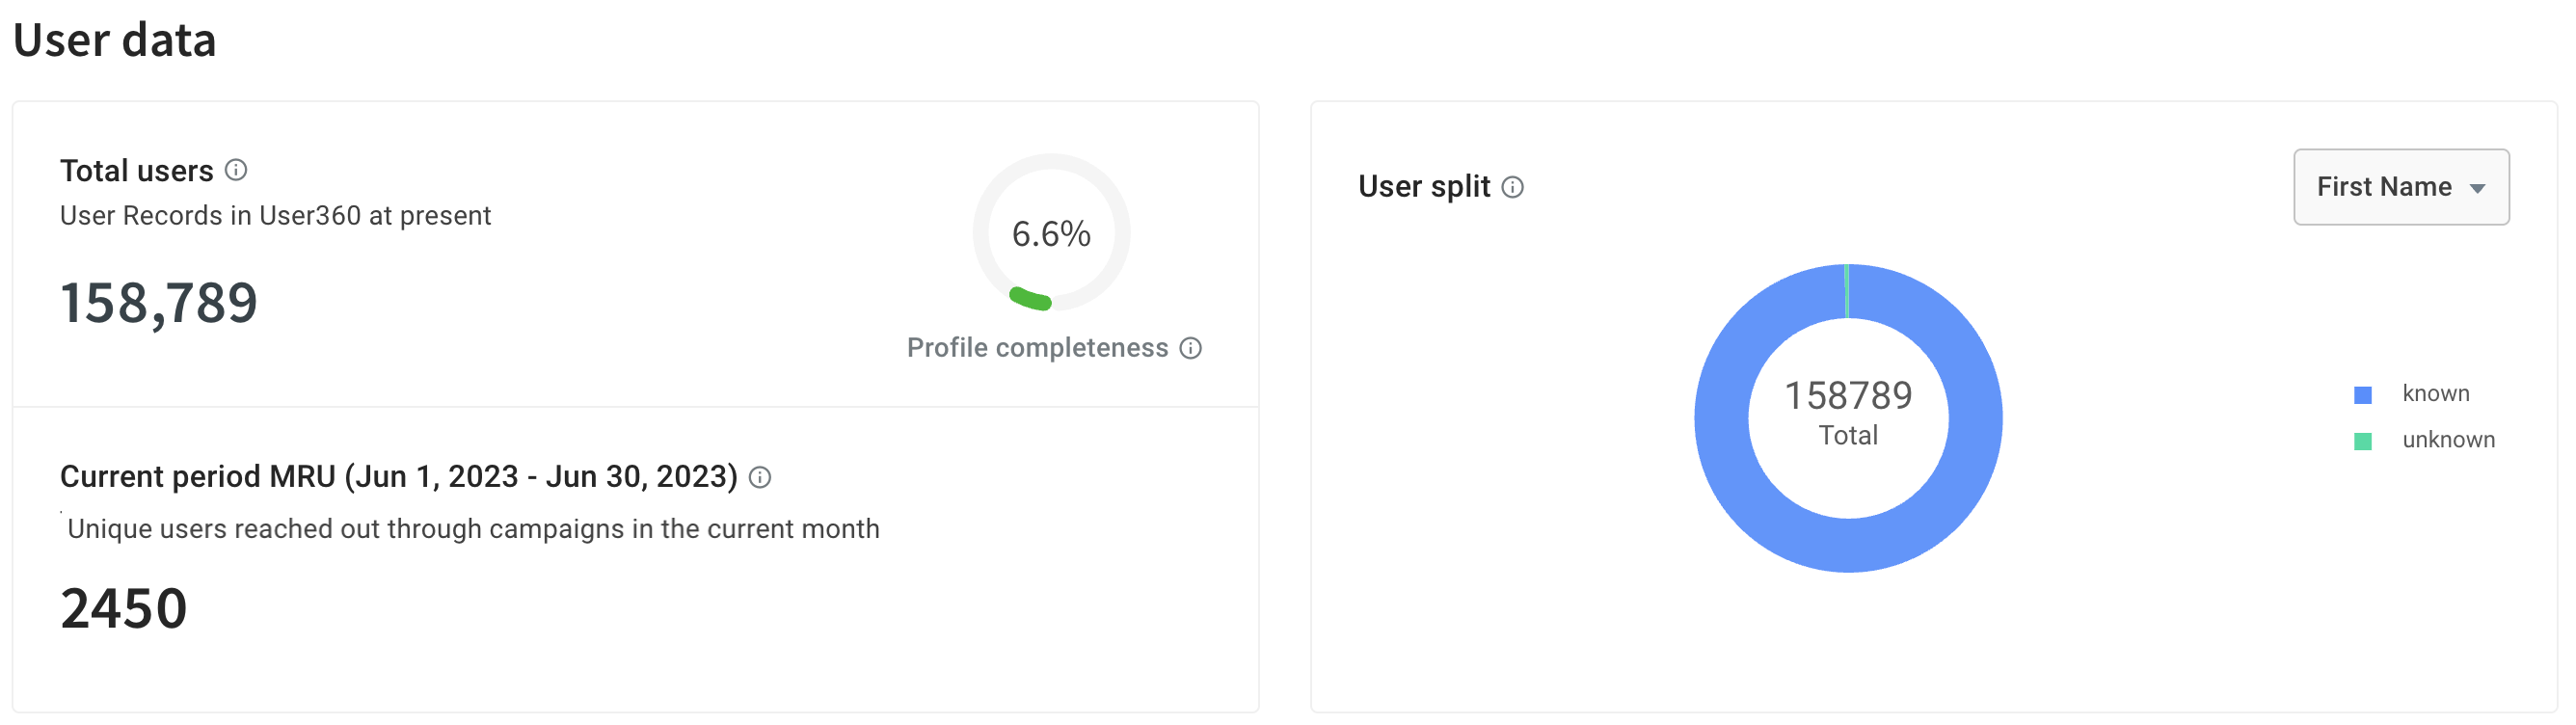 User data
Total users
User Records in User360 at present
158,789
6.6%
Profile completeness
Current period MRU (Jun 1, 2023 - Jun 30, 2023)
Unique users reached out through campaigns in the current month
2450
User split
First Name
158789
Total
known
unknown